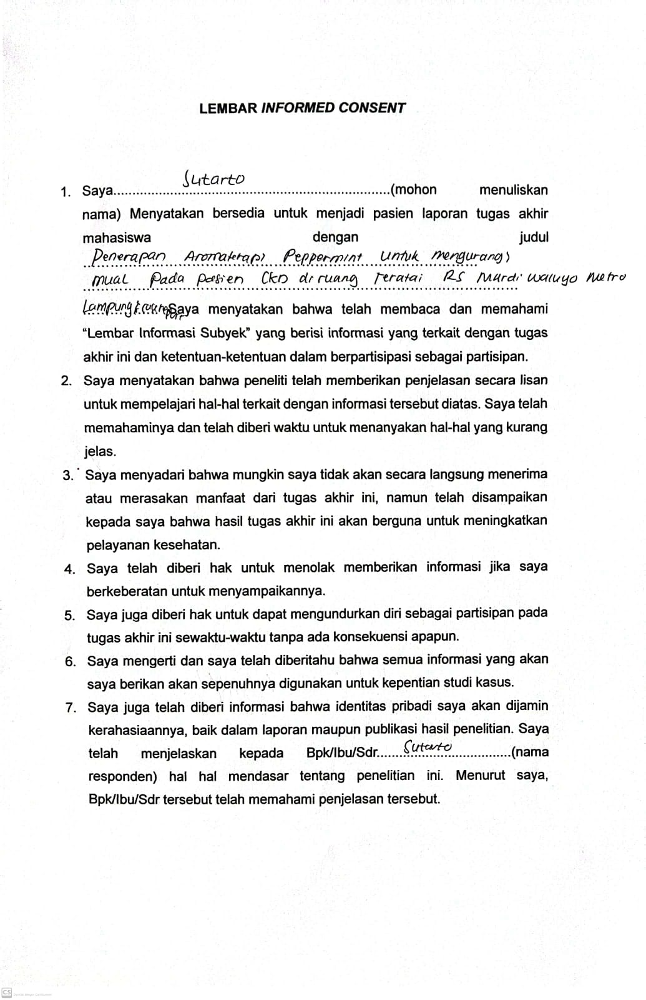 LEMBAR INFORMED CONSENT
Sutarto
1. Saya..........................................................................(mohon menuliskan
nama) Menyatakan bersedia untuk menjadi pasien laporan tugas akhir
mahasiswa dengan judul
Penerapan Aromaterapi Peppermint untuk mengurangi
mual pada pasien CKD di ruang Teratai RS Mardi Waluyo Metro
Lampung Saya menyatakan bahwa telah membaca dan memahami
“Lembar Informasi Subyek” yang berisi informasi yang terkait dengan tugas
akhir ini dan ketentuan-ketentuan dalam berpartisipasi sebagai partisipan.
2. Saya menyatakan bahwa peneliti telah memberikan penjelasan secara lisan
untuk mempelajari hal-hal terkait dengan informasi tersebut diatas. Saya telah
memahaminya dan telah diberi waktu untuk menanyakan hal-hal yang kurang
jelas.
3. Saya menyadari bahwa mungkin saya tidak akan secara langsung menerima
atau merasakan manfaat dari tugas akhir ini, namun telah disampaikan
kepada saya bahwa hasil tugas akhir ini akan berguna untuk meningkatkan
pelayanan kesehatan.
4. Saya telah diberi hak untuk menolak memberikan informasi jika saya
berkeberatan untuk menyampaikannya.
5. Saya juga diberi hak untuk dapat mengundurkan diri sebagai partisipan pada
tugas akhir ini sewaktu-waktu tanpa ada konsekuensi apapun.
6. Saya mengerti dan saya telah diberitahu bahwa semua informasi yang akan
saya berikan akan sepenuhnya digunakan untuk kepentian studi kasus.
7. Saya juga telah diberi informasi bahwa identitas pribadi saya akan dijamin
kerahasiaannya, baik dalam laporan maupun publikasi hasil penelitian. Saya
telah menjelaskan kepada Bpk/Ibu/Sdr......Sutarto................(nama
responden) hal hal mendasar tentang penelitian ini. Menurut saya,
Bpk/Ibu/Sdr tersebut telah memahami penjelasan tersebut.
CS